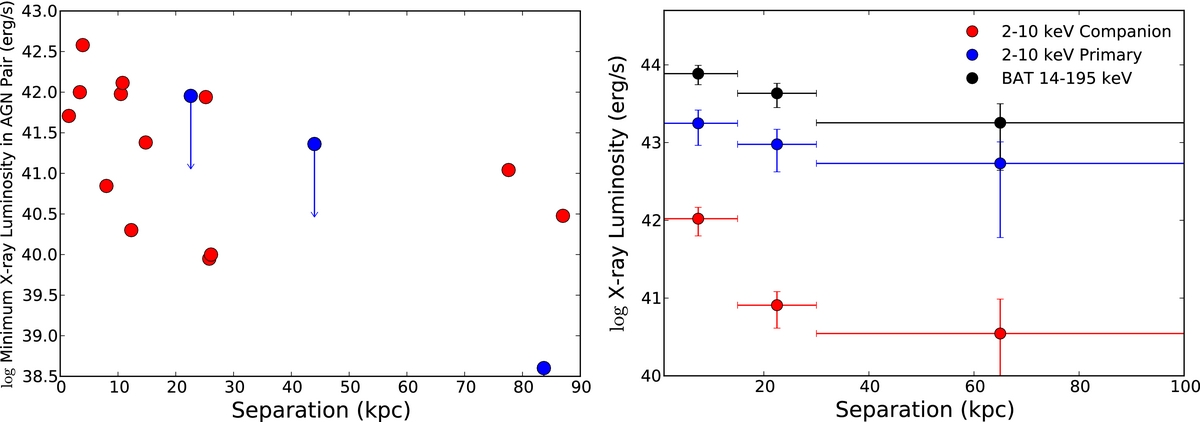 log Minimum X-ray Luminosity in AGN Pair (erg/s)
43.0
42.5
42.0
41.5
41.0
40.5
40.0
39.5
39.0
38.5
0 10 20 30 40 50 60 70 80 90
Separation (kpc)
log X-ray Luminosity (erg/s)
44
43
42
41
40
2-10 keV Companion
2-10 keV Primary
BAT 14-195 keV
20 40 60 80 100
Separation (kpc)